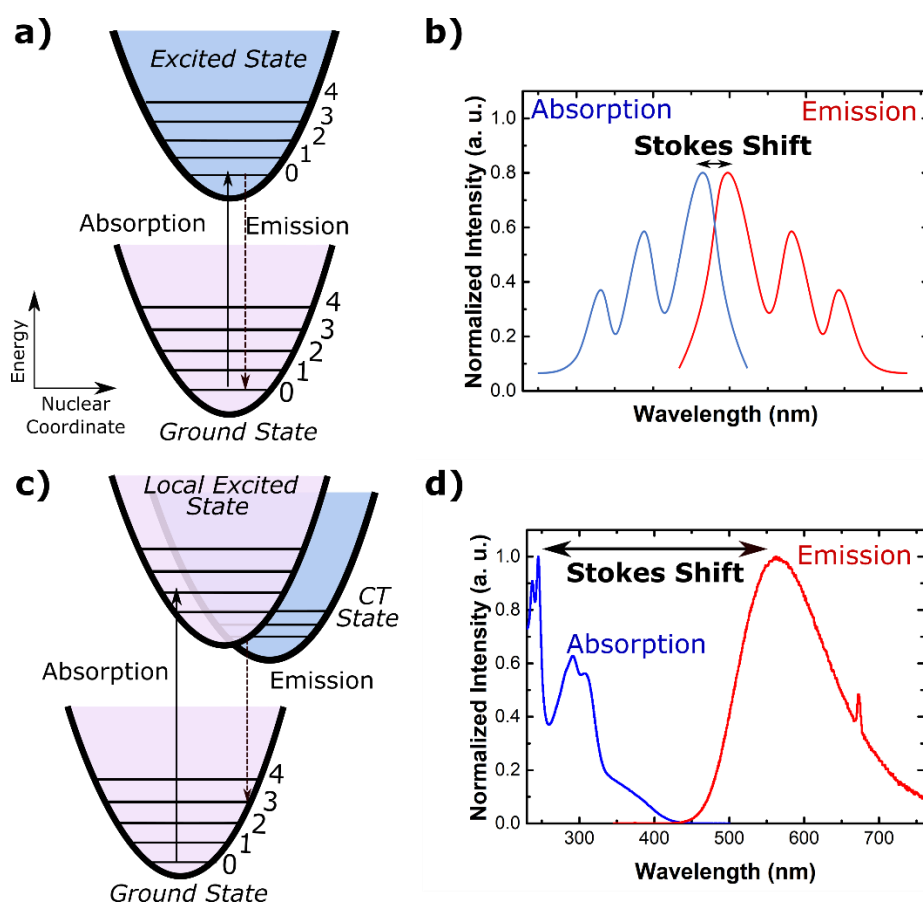 a)
Excited State
4
3
2
1
0
Absorption
Emission
4
3
2
1
0
Energy
Nuclear
Coordinate
Ground State
b)
Absorption
Emission
Stokes Shift
1.0
0.8
0.6
0.4
0.2
0.0
Normalized Intensity (a. u.)
Wavelength (nm)
c)
Local Excited
State
CT
State
Absorption
Emission
4
3
2
1
0
Ground State
d)
Emission
Stokes Shift
Absorption
1.0
0.8
0.6
0.4
0.2
0.0
Normalized Intensity (a. u.)
300
400
500
600
700
Wavelength (nm)